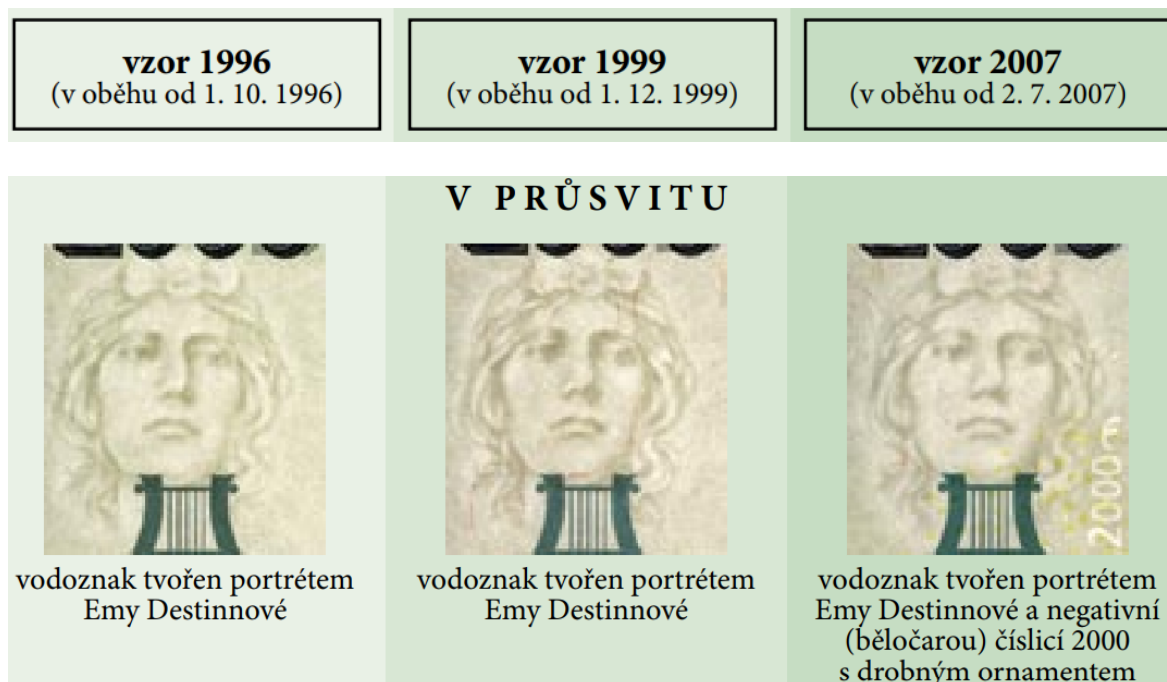 vzor 1996
(v oběhu od 1. 10. 1996)
vzor 1999
(v oběhu od 1. 12. 1999)
vzor 2007
(v oběhu od 2. 7. 2007)
V PRŮSVITU
2000
vodoznak tvořen portrétem
Emy Destinnové
vodoznak tvořen portrétem
Emy Destinnové
vodoznak tvořen portrétem
Emy Destinnové a negativní
(běločarou) číslicí 2000
s drobným ornamentem